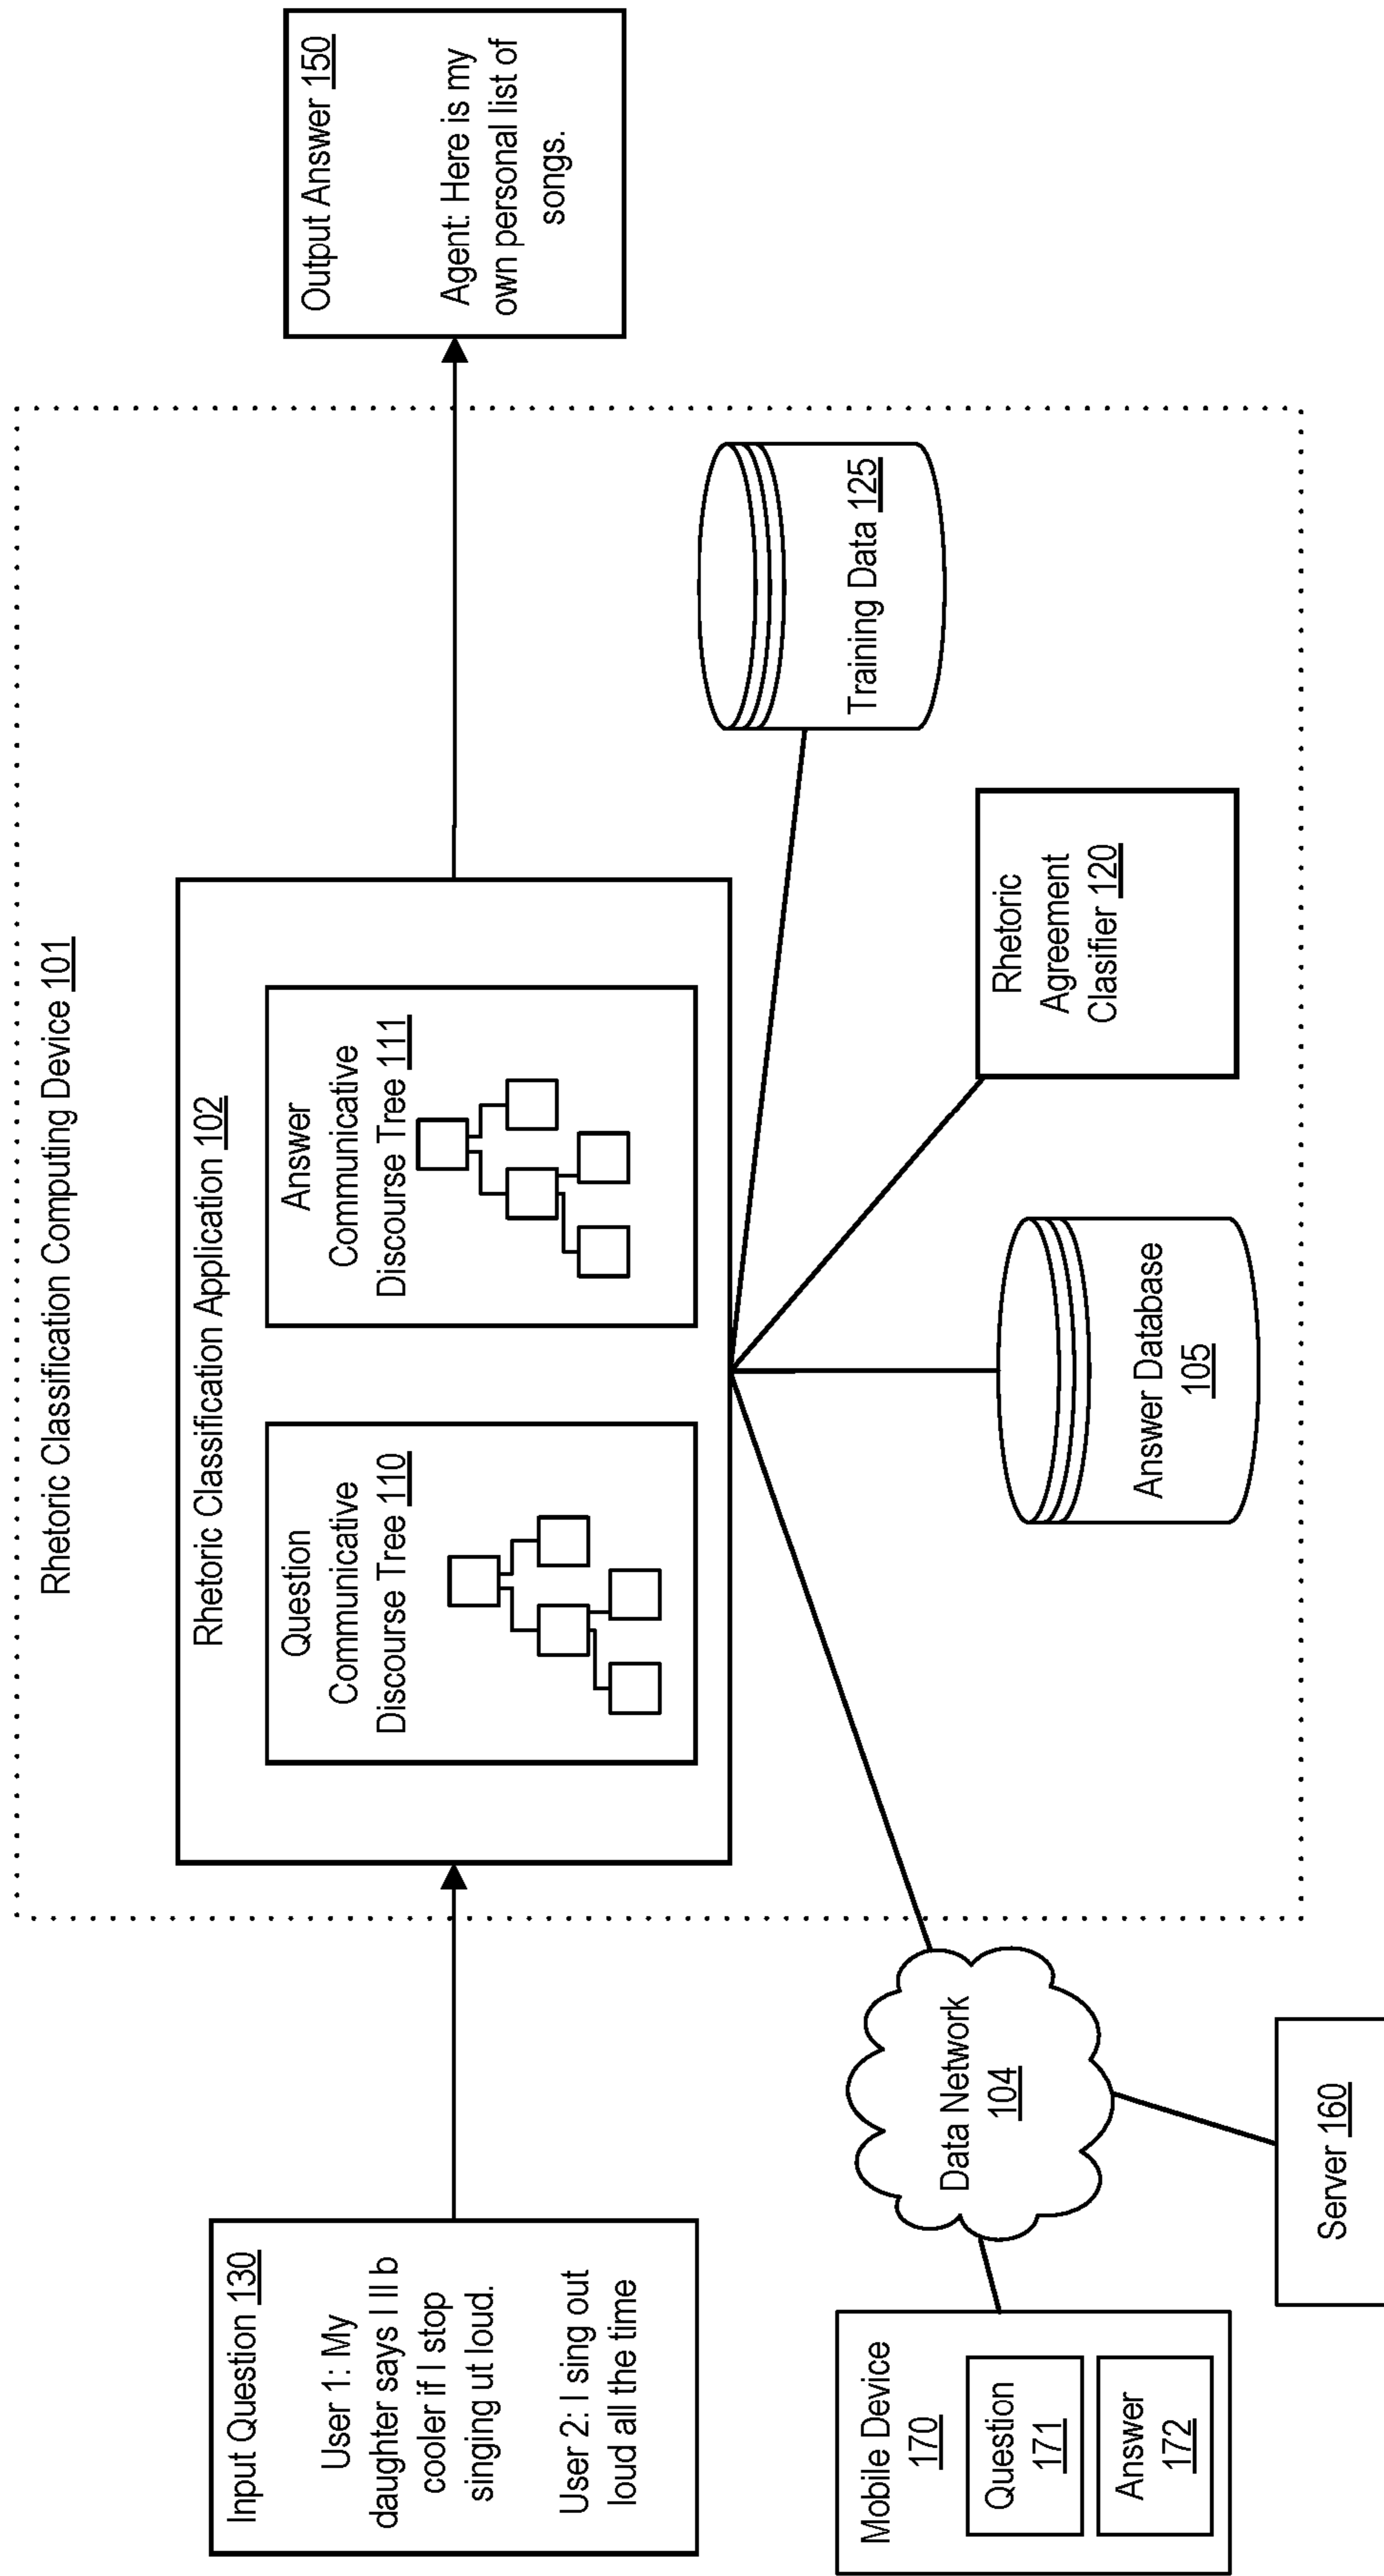 Rhetoric Classification Computing Device 101
Input Question 130
User 1: My
daughter says I ll b
cooler if I stop
singing ut loud.
User 2: I sing out
loud all the time
Rhetoric Classification Application 102
Question
Communicative
Discourse Tree 110
Answer
Communicative
Discourse Tree 111
Output Answer 150
Agent: Here is my
own personal list of
songs.
Mobile Device
170
Question
171
Answer
172
Data Network
104
Server 160
Answer Database
105
Rhetoric
Agreement
Clasifier 120
Training Data 125